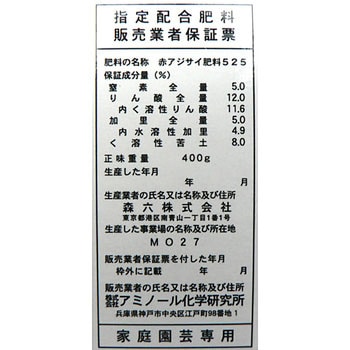 指定配合肥料
販売業者保証票
肥料の名称 赤アジサイ肥料525
保証成分量(%)
窒素全量 5.0
りん酸全量 12.0
内く溶性りん酸 11.6
加里全量 5.0
内水溶性加里 4.9
く溶性苦土 8.0
正味重量 400g
生産した年月
年 月
生産業者の氏名又は名称及び住所
森六株式会社
東京都港区南青山一丁目1番1号
生産した事業場の名称及び所在地
MO27
販売業者保証票を付した年月
枠外に記載 年 月
販売業者の氏名又は名称及び住所
株式会社アミノール化学研究所
兵庫県神戸市中央区江戸町98番地1
家庭園芸専用